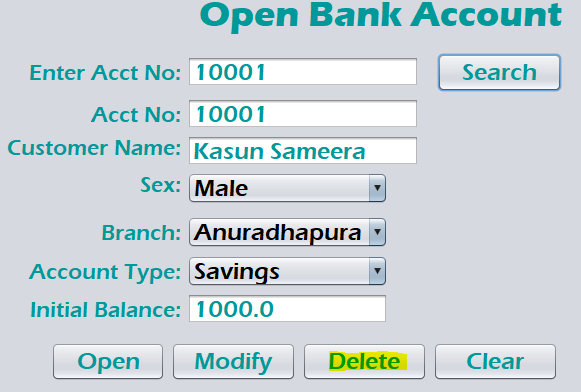 Open Bank Account
Enter Acct No: 10001 Search
Acct No: 10001
Customer Name: Kasun Sameera
Sex: Male
Branch: Anuradhapura
Account Type: Savings
Initial Balance: 1000.0
Open Modify Delete Clear